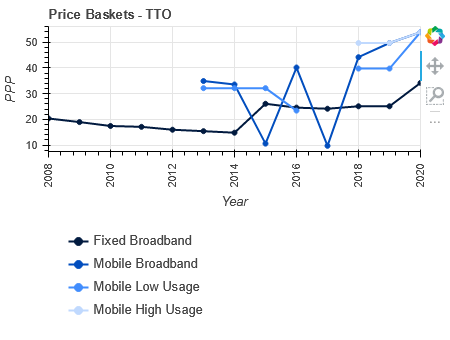 Price Baskets - TTO
PPP
50
40
30
20
10
2008
2010
2012
2014
2016
2018
2020
Year
Fixed Broadband
Mobile Broadband
Mobile Low Usage
Mobile High Usage